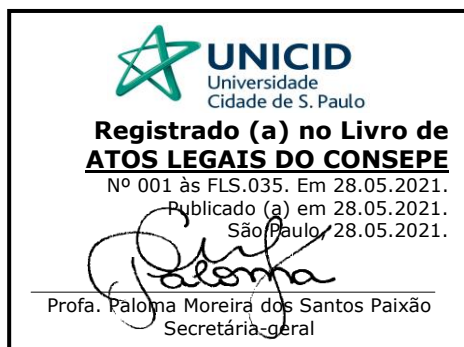 UNICID
Universidade
Cidade de S. Paulo
Registrado (a) no Livro de
ATOS LEGAIS DO CONSEPE
Nº 001 às FLS.035. Em 28.05.2021.
Publicado (a) em 28.05.2021.
São Paulo, 28.05.2021.
Paloma
Profa. Paloma Moreira dos Santos Paixão
Secretária-geral